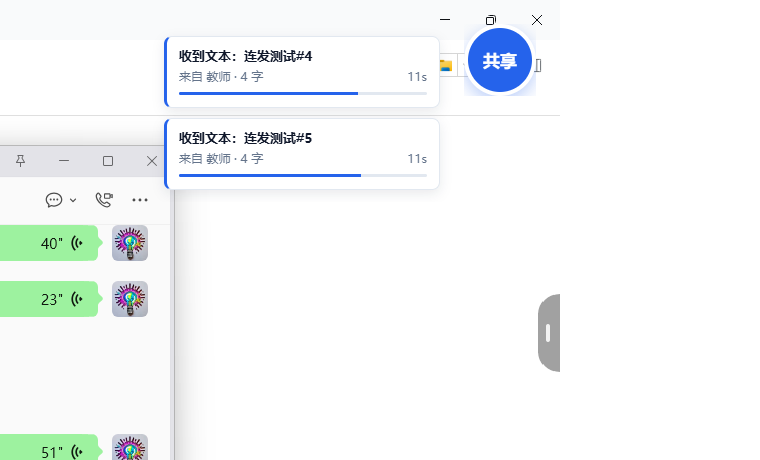 收到文本：连发测试#4
来自 教师 · 4 字 11s
共享
收到文本：连发测试#5
来自 教师 · 4 字 11s
40"
23"
51"